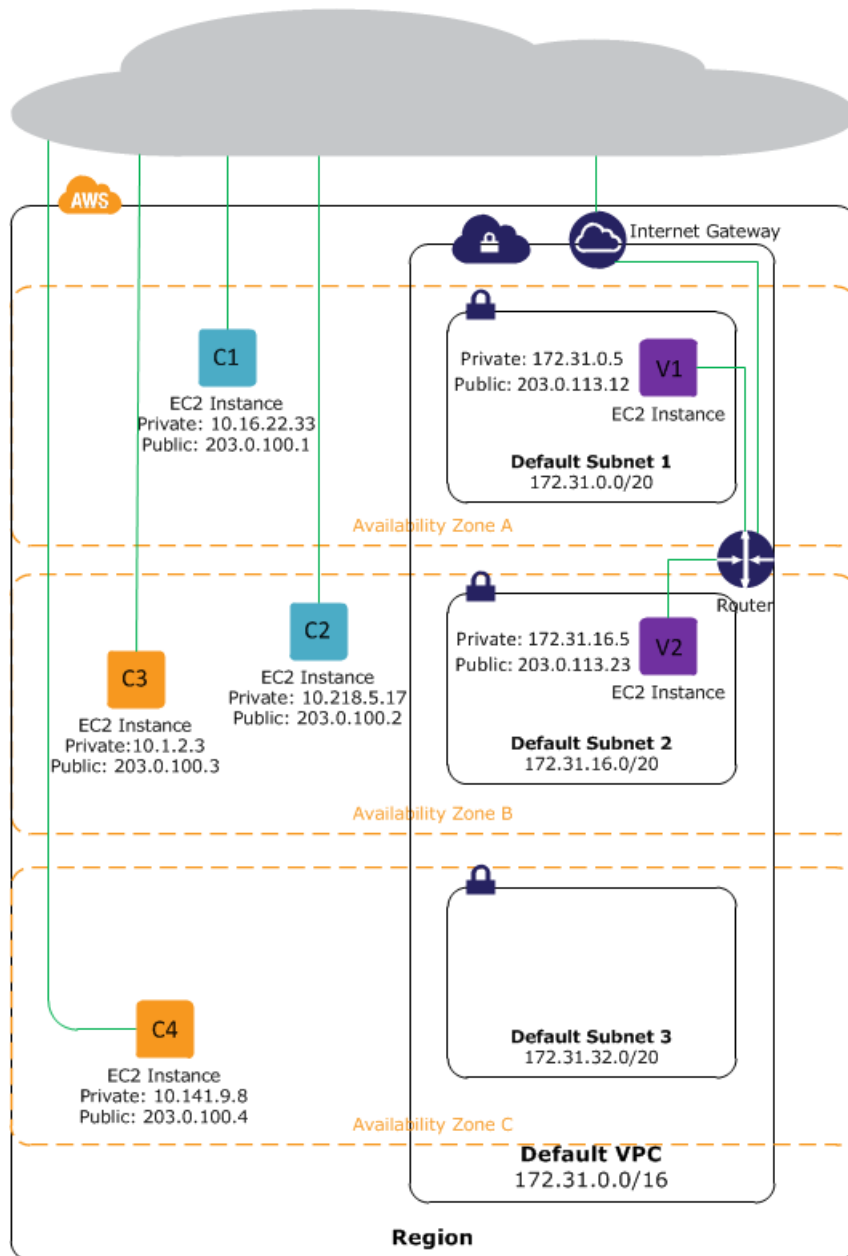 AWS
Internet Gateway
C1
EC2 Instance
Private: 10.16.22.33
Public: 203.0.100.1
Private: 172.31.0.5
Public: 203.0.113.12
V1
EC2 Instance
Default Subnet 1
172.31.0.0/20
Availability Zone A
Router
C2
EC2 Instance
Private: 10.218.5.17
Public: 203.0.100.2
C3
EC2 Instance
Private:10.1.2.3
Public: 203.0.100.3
Private: 172.31.16.5
Public: 203.0.113.23
V2
EC2 Instance
Default Subnet 2
172.31.16.0/20
Availability Zone B
C4
EC2 Instance
Private: 10.141.9.8
Public: 203.0.100.4
Default Subnet 3
172.31.32.0/20
Availability Zone C
Default VPC
172.31.0.0/16
Region